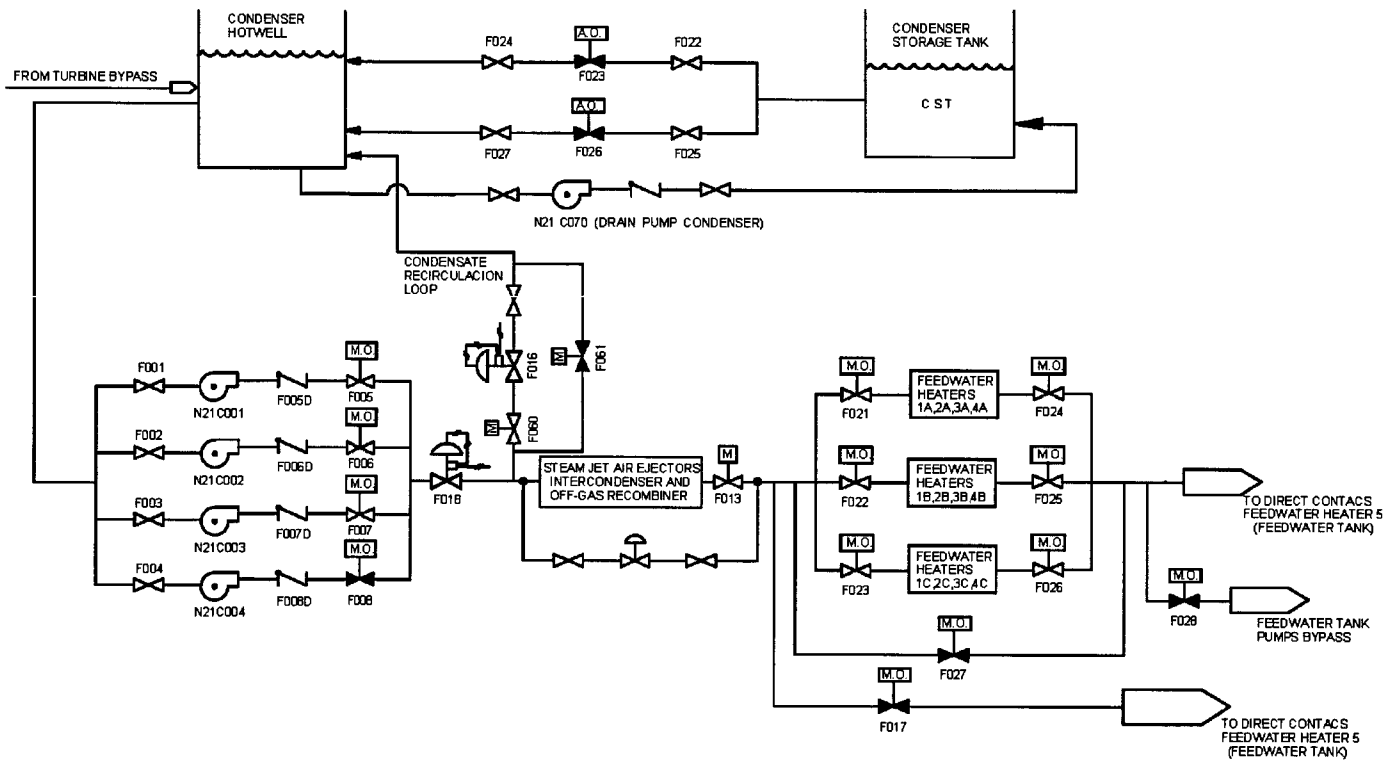 CONDENSER
HOTWELL
FROM TURBINE BYPASS
F024
A.O.
F023
F022
CONDENSER
STORAGE TANK
C S T
A.O.
F027
F026
F025
N21 C070 (DRAIN PUMP CONDENSER)
CONDENSATE
RECIRCULACION
LOOP
F016
M
F061
M
F060
F001
N21C001
F005D
M.O.
F005
F002
N21C002
F006D
M.O.
F006
F003
N21C003
F007D
M.O.
F007
F004
N21C004
F008D
M.O.
F008
F018
STEAM JET AIR EJECTORS
INTERCONDENSER AND
OFF-GAS RECOMBINER
M
F013
M.O.
F021
FEEDWATER
HEATERS
1A,2A,3A,4A
M.O.
F024
M.O.
F022
FEEDWATER
HEATERS
1B,2B,3B,4B
M.O.
F025
M.O.
F023
FEEDWATER
HEATERS
1C,2C,3C,4C
M.O.
F026
TO DIRECT CONTACS
FEEDWATER HEATER 5
(FEEDWATER TANK)
M.O.
F028
FEEDWATER TANK
PUMPS BYPASS
M.O.
F027
M.O.
F017
TO DIRECT CONTACS
FEEDWATER HEATER 5
(FEEDWATER TANK)